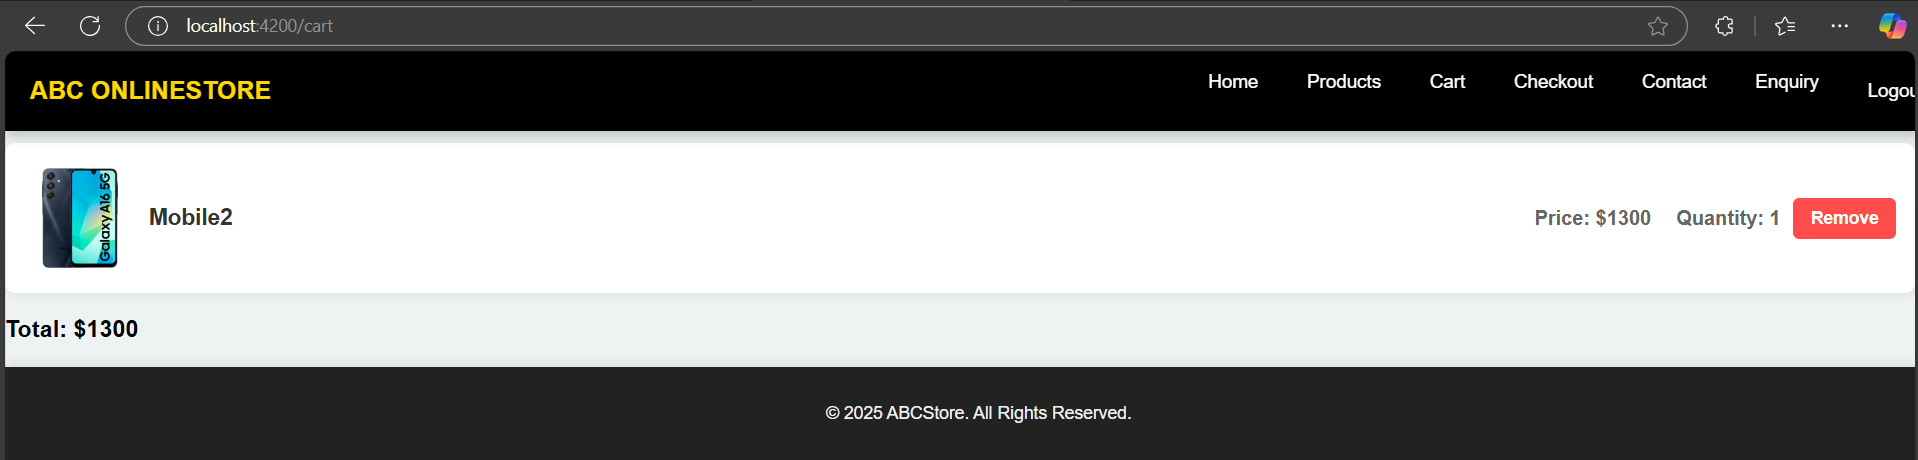 localhost:4200/cart
ABC ONLINESTORE
Home Products Cart Checkout Contact Enquiry Logou
Galaxy A16 5G
Mobile2
Price: $1300 Quantity: 1 Remove
Total: $1300
© 2025 ABCStore. All Rights Reserved.